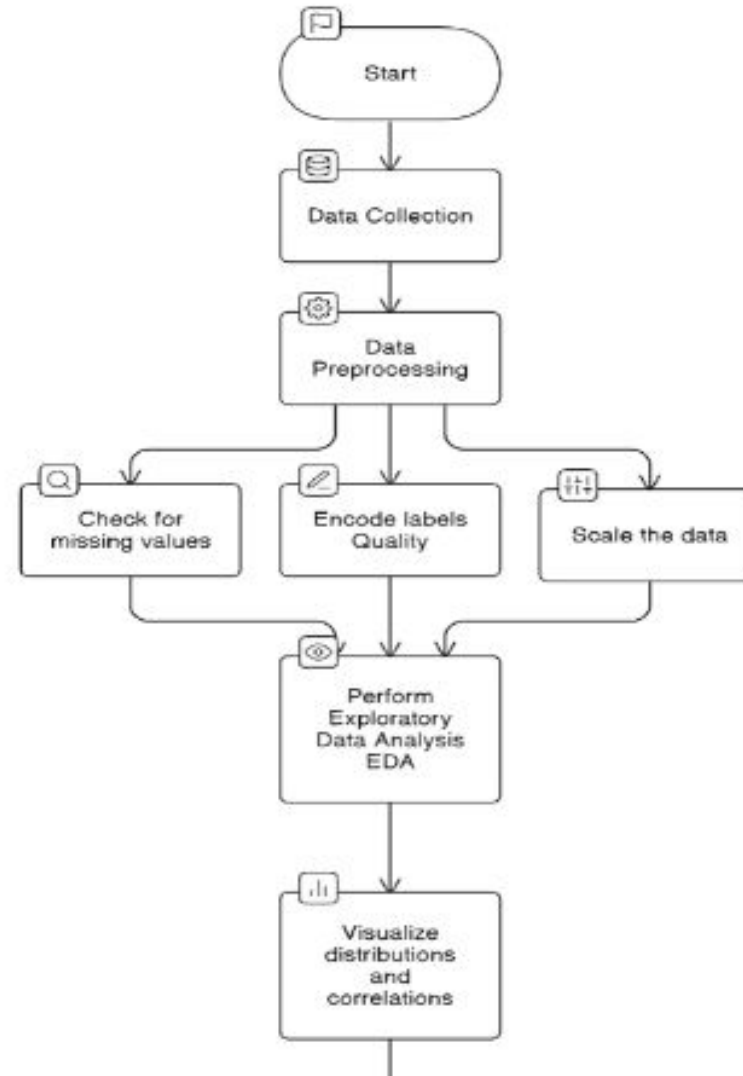 Start
Data Collection
Data
Preprocessing
Check for
missing values
Encode labels
Quality
Scale the data
Perform
Exploratory
Data Analysis
EDA
Visualize
distributions
and
correlations